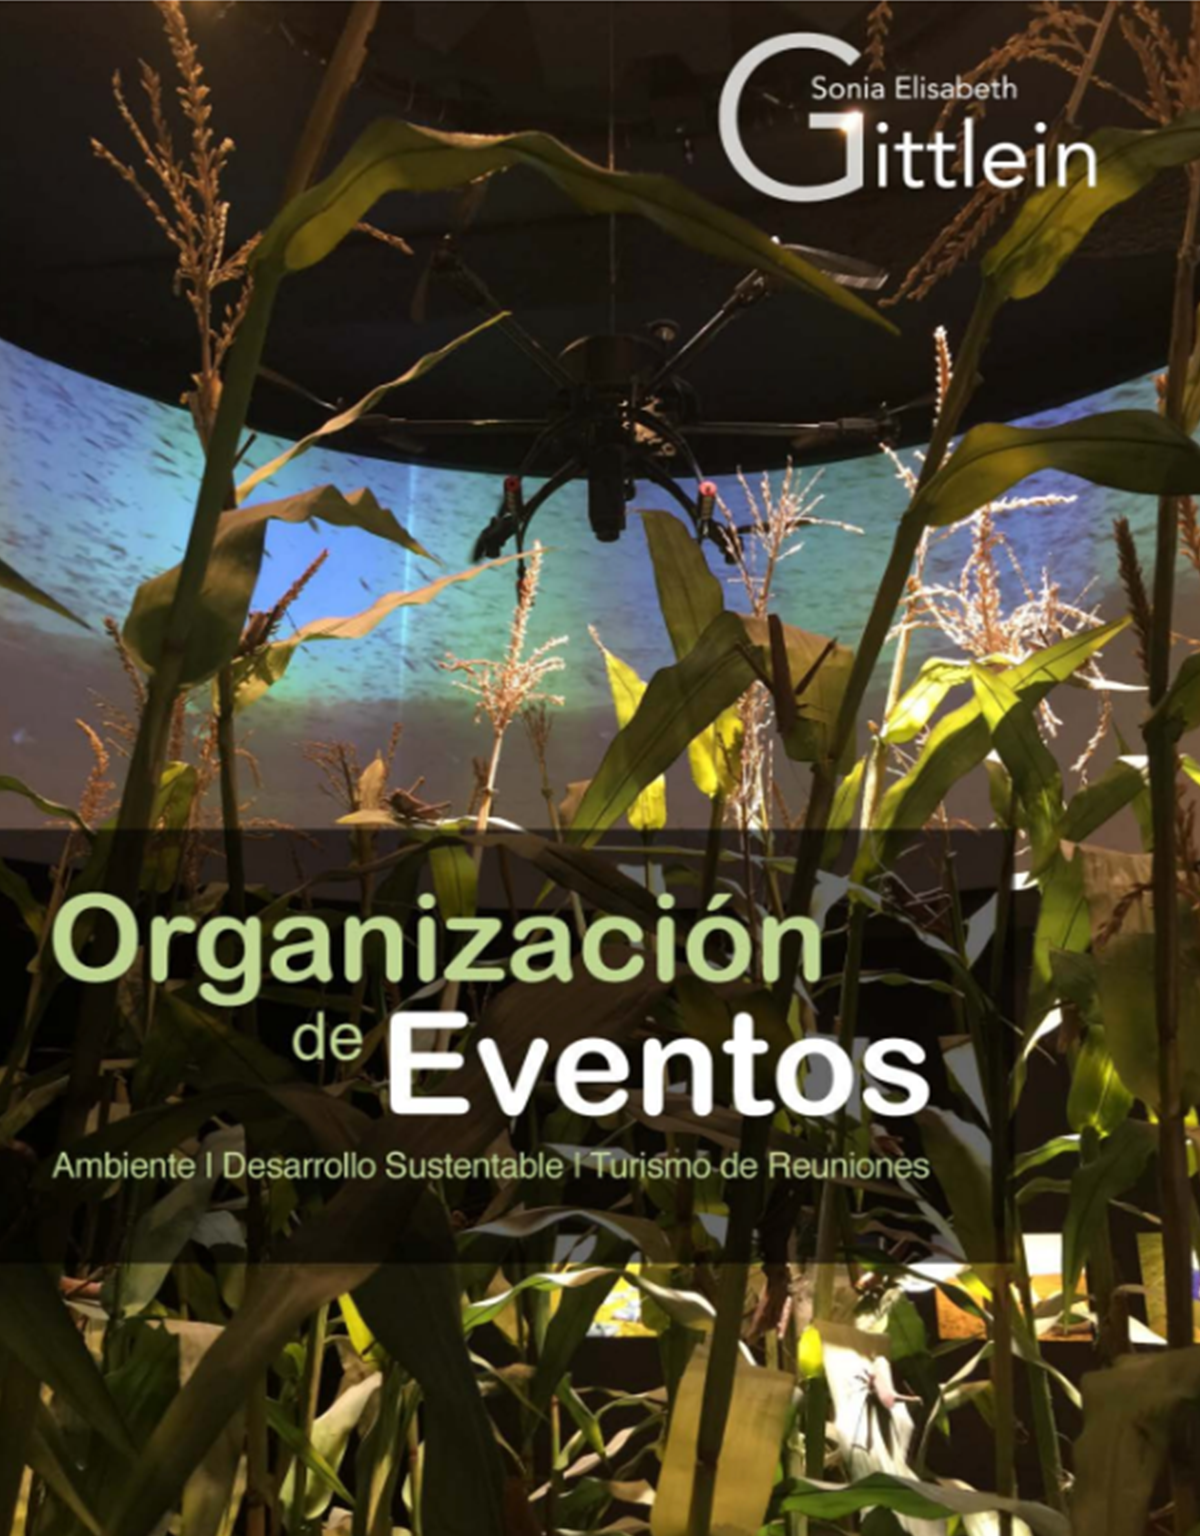 Sonia Elisabeth
Gittlein
Organización
de Eventos
Ambiente | Desarrollo Sustentable | Turismo de Reuniones